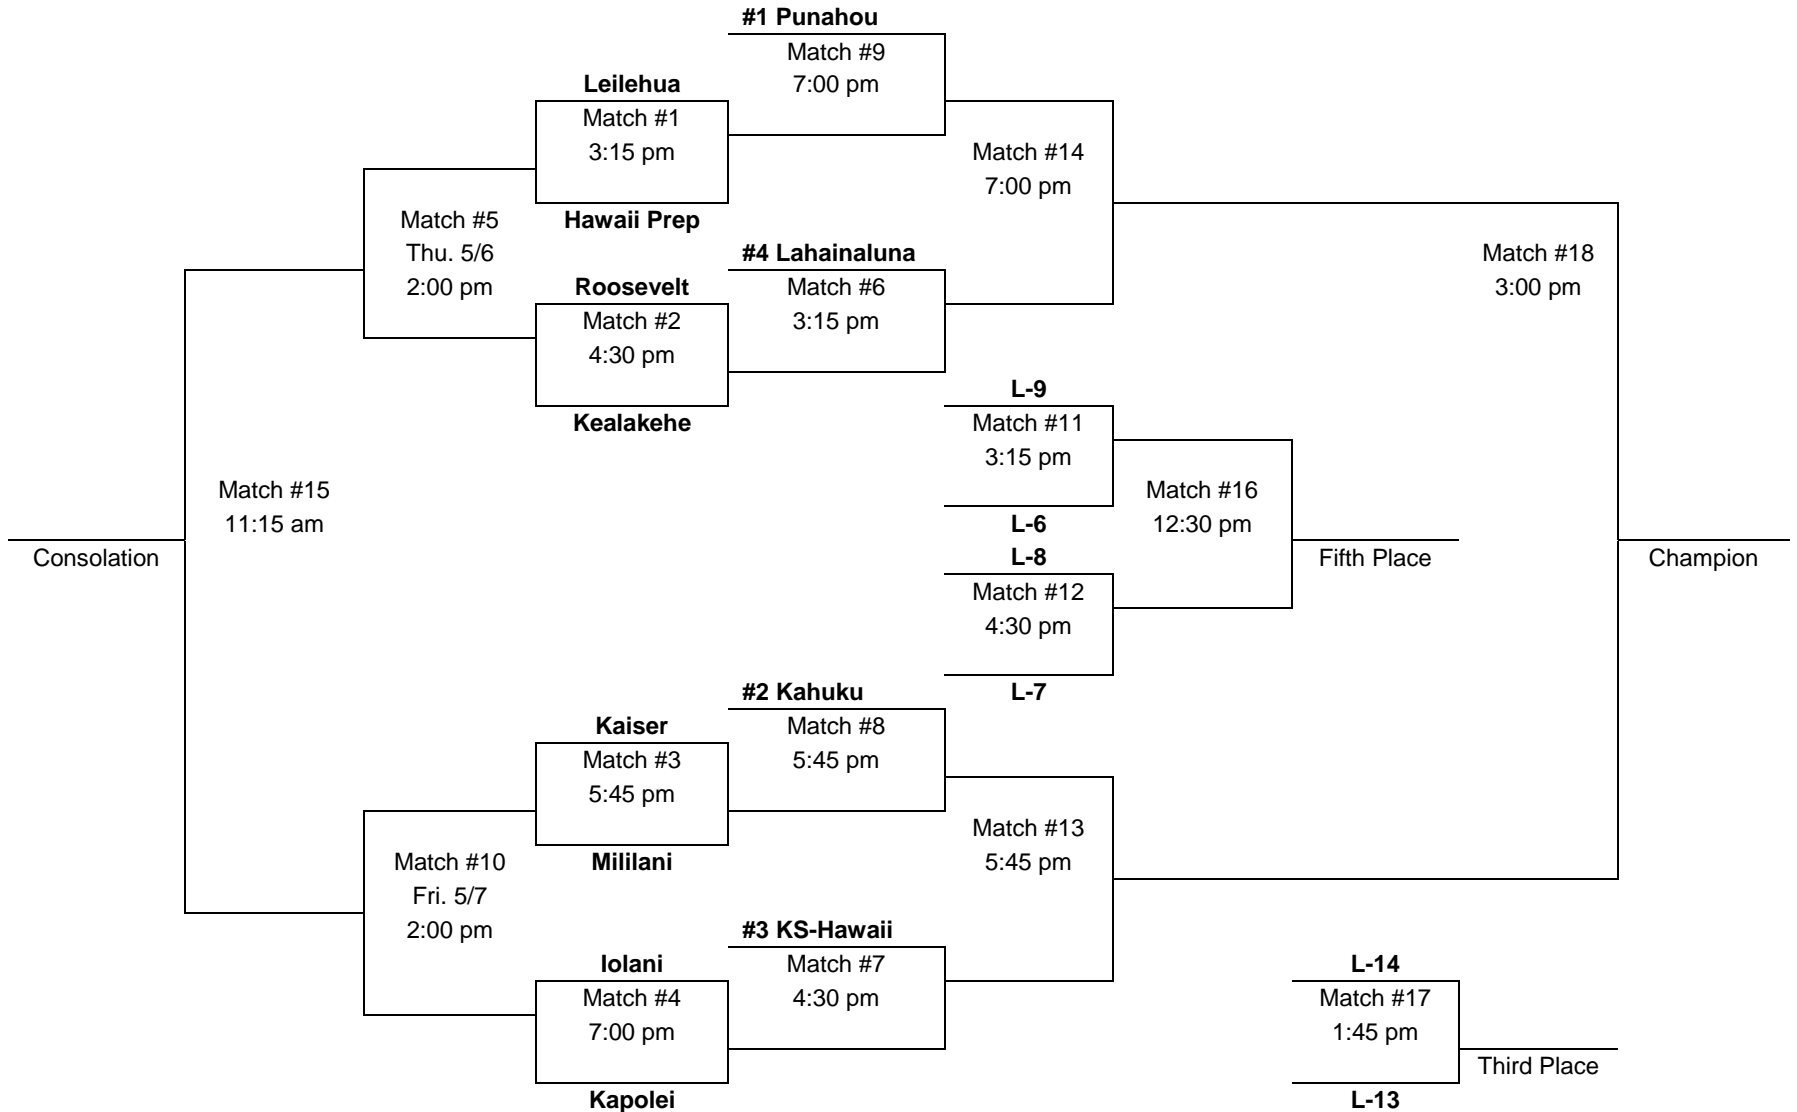 #1 Punahou
Match #9
7:00 pm
Leilehua
Match #1
3:15 pm
Hawaii Prep
Match #14
7:00 pm
Match #5
Thu. 5/6
2:00 pm
#4 Lahainaluna
Match #6
3:15 pm
Roosevelt
Match #2
4:30 pm
Kealakehe
Match #18
3:00 pm
L-9
Match #11
3:15 pm
L-6
Match #15
11:15 am
Match #16
12:30 pm
Consolation
L-8
Match #12
4:30 pm
L-7
Fifth Place
Champion
#2 Kahuku
Match #8
5:45 pm
Kaiser
Match #3
5:45 pm
Mililani
Match #13
5:45 pm
Match #10
Fri. 5/7
2:00 pm
#3 KS-Hawaii
Match #7
4:30 pm
Iolani
Match #4
7:00 pm
Kapolei
L-14
Match #17
1:45 pm
Third Place
L-13